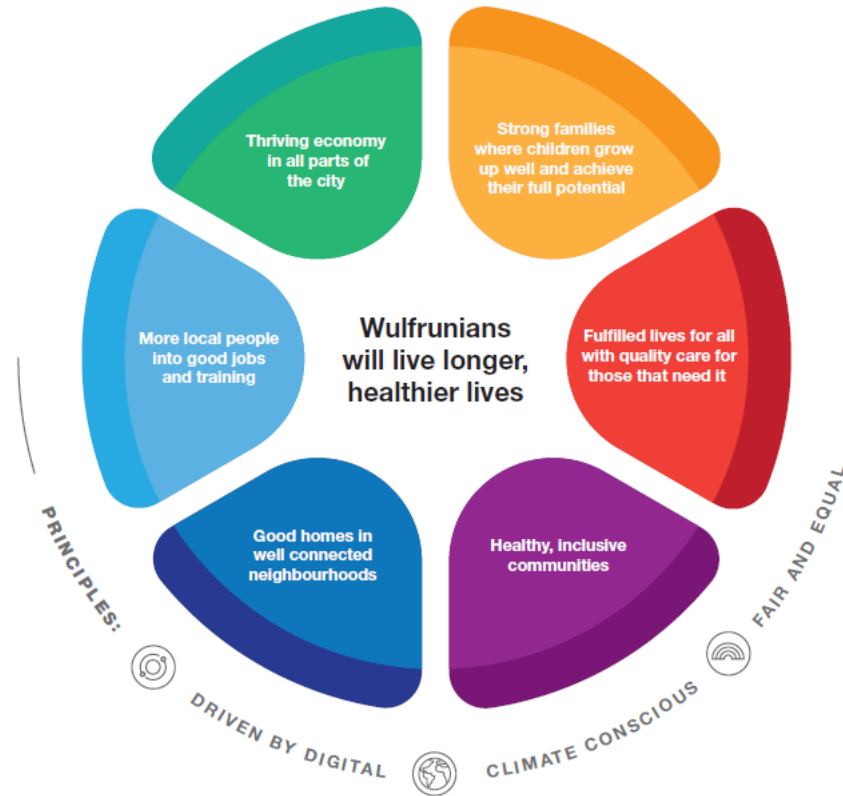 Thriving economy
in all parts of
the city
Strong families
where children grow
up well and achieve
their full potential
More local people
into good jobs
and training
Wulfrunians
will live longer,
healthier lives
Fulfilled lives for all
with quality care for
those that need it
Good homes in
well connected
neighbourhoods
Healthy, inclusive
communities
PRINCIPLES:
DRIVEN BY DIGITAL
CLIMATE CONSCIOUS
FAIR AND EQUAL